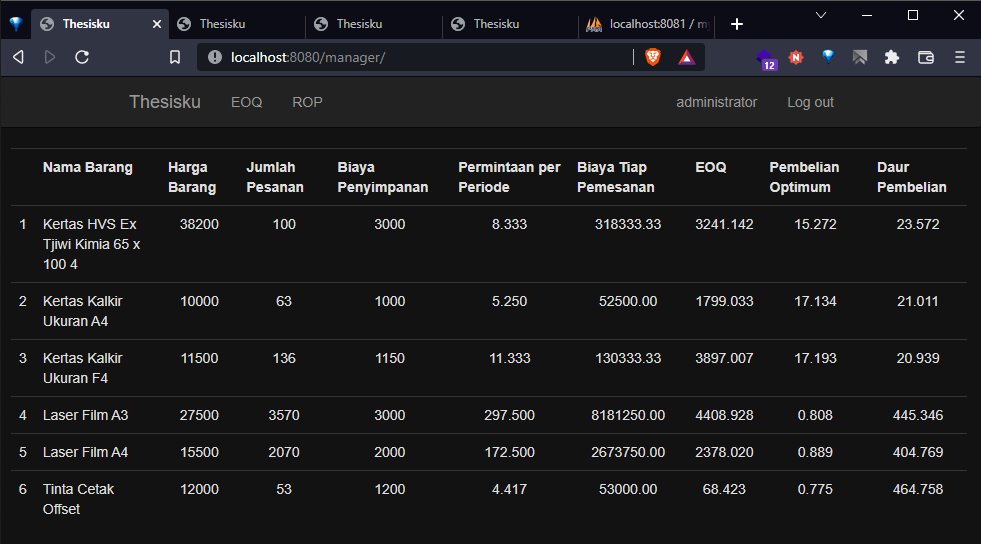 Thesisku Thesisku Thesisku Thesisku localhost:8081 / m
localhost:8080/manager/ 12
Thesisku EOQ ROP administrator Log out
Nama Barang Harga Jumlah Biaya Permintaan per Biaya Tiap EOQ Pembelian Daur
Barang Pesanan Penyimpanan Periode Pemesanan Optimum Pembelian
1 Kertas HVS Ex 38200 100 3000 8.333 318333.33 3241.142 15.272 23.572
Tjiwi Kimia 65 x
100 4
2 Kertas Kalkir 10000 63 1000 5.250 52500.00 1799.033 17.134 21.011
Ukuran A4
3 Kertas Kalkir 11500 136 1150 11.333 130333.33 3897.007 17.193 20.939
Ukuran F4
4 Laser Film A3 27500 3570 3000 297.500 8181250.00 4408.928 0.808 445.346
5 Laser Film A4 15500 2070 2000 172.500 2673750.00 2378.020 0.889 404.769
6 Tinta Cetak 12000 53 1200 4.417 53000.00 68.423 0.775 464.758
Offset